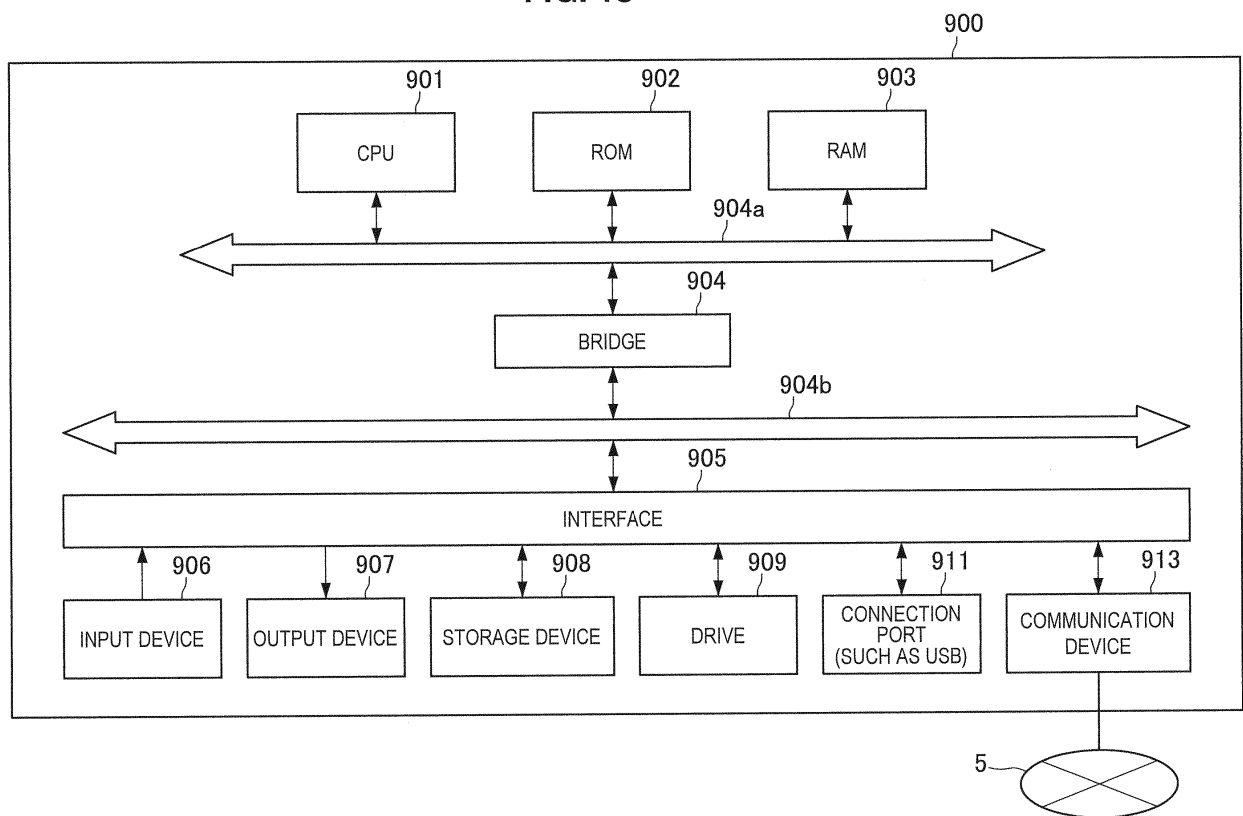 900
901
902
903
CPU
ROM
RAM
904a
904
BRIDGE
904b
905
INTERFACE
906
907
908
909
911
913
INPUT DEVICE
OUTPUT DEVICE
STORAGE DEVICE
DRIVE
CONNECTION
PORT
(SUCH AS USB)
COMMUNICATION
DEVICE
5